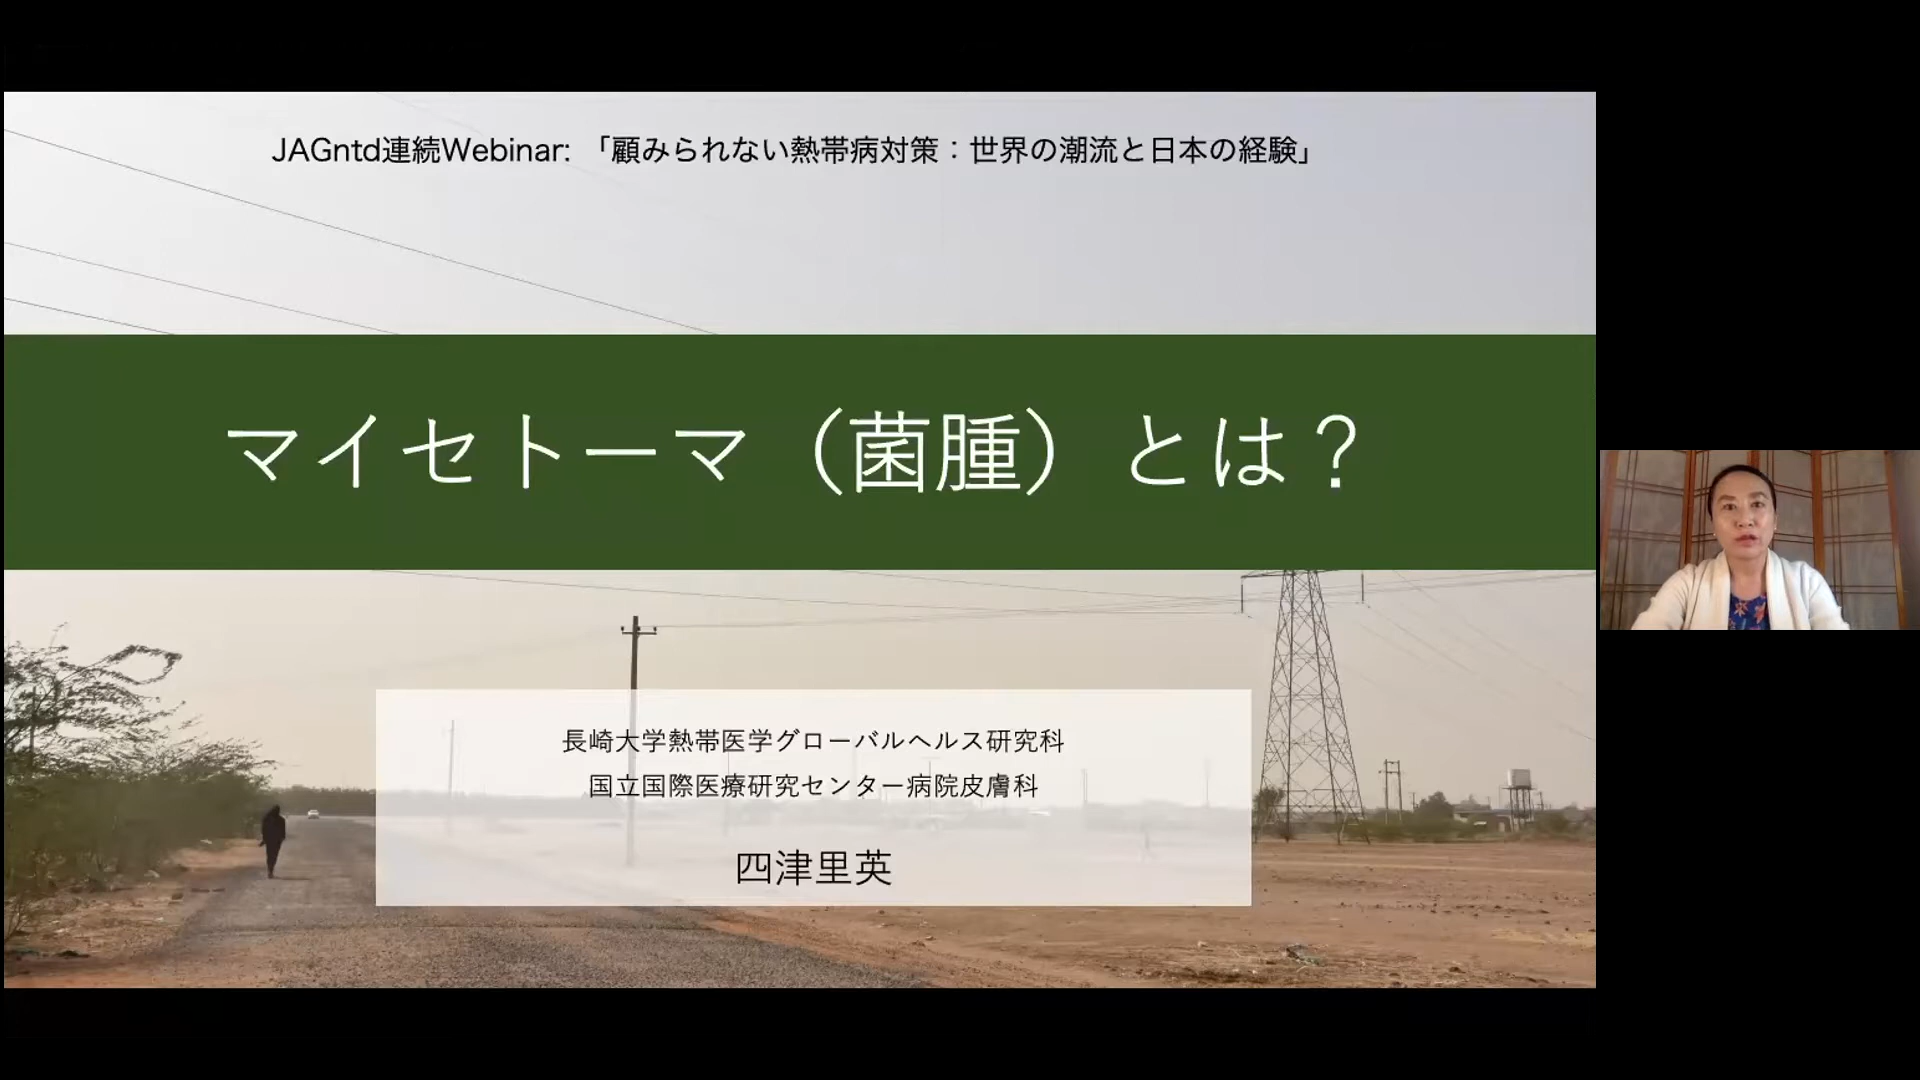 JAGntd連続Webinar: 「顧みられない熱帯病対策：世界の潮流と日本の経験」
マイセトーマ（菌腫）とは？
長崎大学熱帯医学グローバルヘルス研究科
国立国際医療研究センター病院皮膚科
四津里英